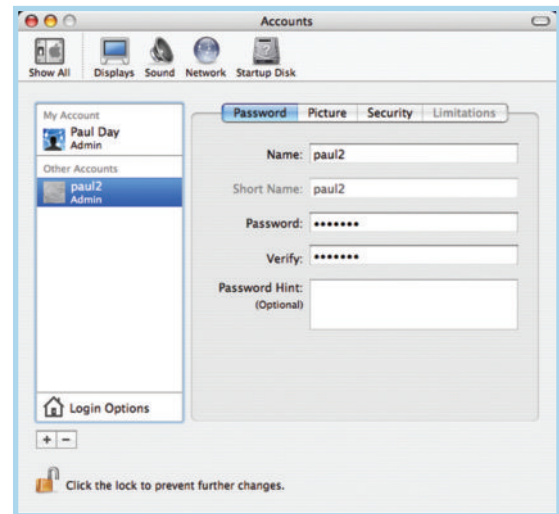 Accounts
Show All Displays Sound Network Startup Disk
My Account
Paul Day
Admin
Other Accounts
paul2
Admin
Login Options
Password Picture Security Limitations
Name: paul2
Short Name: paul2
Password: •••••••
Verify: •••••••
Password Hint:
(Optional)
+ −
Click the lock to prevent further changes.